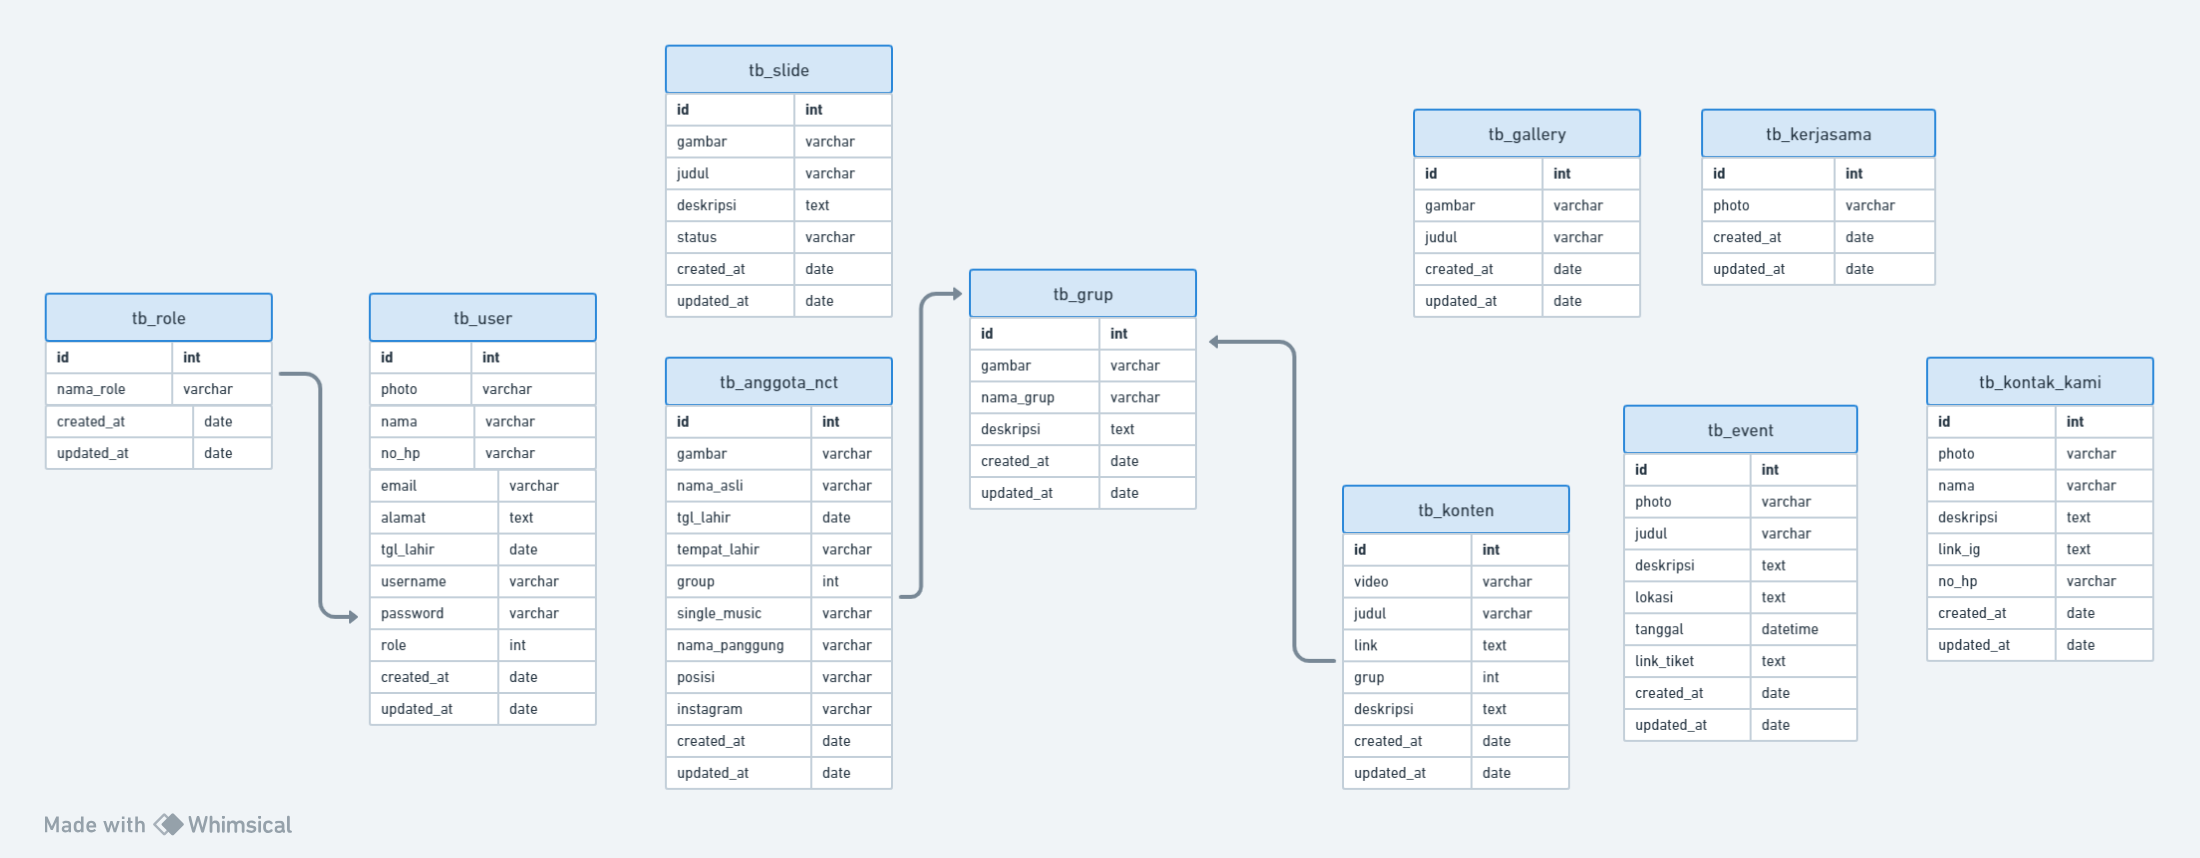 tb_slide
id int
gambar varchar
judul varchar
deskripsi text
status varchar
created_at date
updated_at date
tb_gallery
id int
gambar varchar
judul varchar
created_at date
updated_at date
tb_kerjasama
id int
photo varchar
created_at date
updated_at date
tb_role
id int
nama_role varchar
created_at date
updated_at date
tb_user
id int
photo varchar
nama varchar
no_hp varchar
email varchar
alamat text
tgl_lahir date
username varchar
password varchar
role int
created_at date
updated_at date
tb_anggota_nct
id int
gambar varchar
nama_asli varchar
tgl_lahir date
tempat_lahir varchar
group int
single_music varchar
nama_panggung varchar
posisi varchar
instagram varchar
created_at date
updated_at date
tb_grup
id int
gambar varchar
nama_grup varchar
deskripsi text
created_at date
updated_at date
tb_konten
id int
video varchar
judul varchar
link text
grup int
deskripsi text
created_at date
updated_at date
tb_event
id int
photo varchar
judul varchar
deskripsi text
lokasi text
tanggal datetime
link_tiket text
created_at date
updated_at date
tb_kontak_kami
id int
photo varchar
nama varchar
deskripsi text
link_ig text
no_hp varchar
created_at date
updated_at date
Made with Whimsical